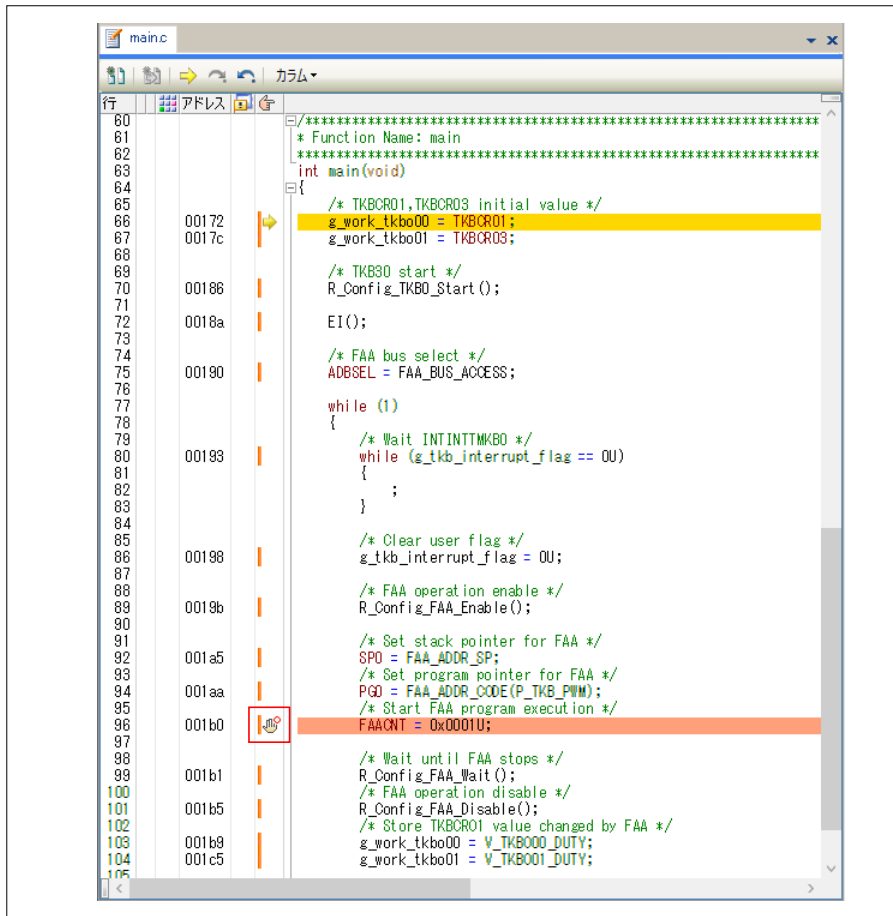 main.c
カラム
行 アドレス
60 /**********************************************************************
61 * Function Name: main
62 **********************************************************************
63 int main(void)
64 {
65 /* TKBCR01,TKBCR03 initial value */
66 00172 g_work_tkbo00 = TKBCR01;
67 0017c g_work_tkbo01 = TKBCR03;
68
69 /* TKB30 start */
70 00186 R_Config_TKB0_Start();
71
72 0018a EI();
73
74 /* FAA bus select */
75 00190 ADBSEL = FAA_BUS_ACCESS;
76
77 while (1)
78 {
79 /* Wait INTINTTMKB0 */
80 00193 while (g_tkb_interrupt_flag == 0U)
81 {
82 ;
83 }
84
85 /* Clear user flag */
86 00198 g_tkb_interrupt_flag = 0U;
87
88 /* FAA operation enable */
89 0019b R_Config_FAA_Enable();
90
91 /* Set stack pointer for FAA */
92 001a5 SP0 = FAA_ADDR_SP;
93 /* Set program pointer for FAA */
94 001aa PG0 = FAA_ADDR_CODE(P_TKB_PWM);
95 /* Start FAA program execution */
96 001b0 FAACNT = 0x0001U;
97
98 /* Wait until FAA stops */
99 001b1 R_Config_FAA_Wait();
100 /* FAA operation disable */
101 001b5 R_Config_FAA_Disable();
102 /* Store TKBCR01 value changed by FAA */
103 001b9 g_work_tkbo00 = V_TKBO00_DUTY;
104 001c5 g_work_tkbo01 = V_TKBO01_DUTY;
105